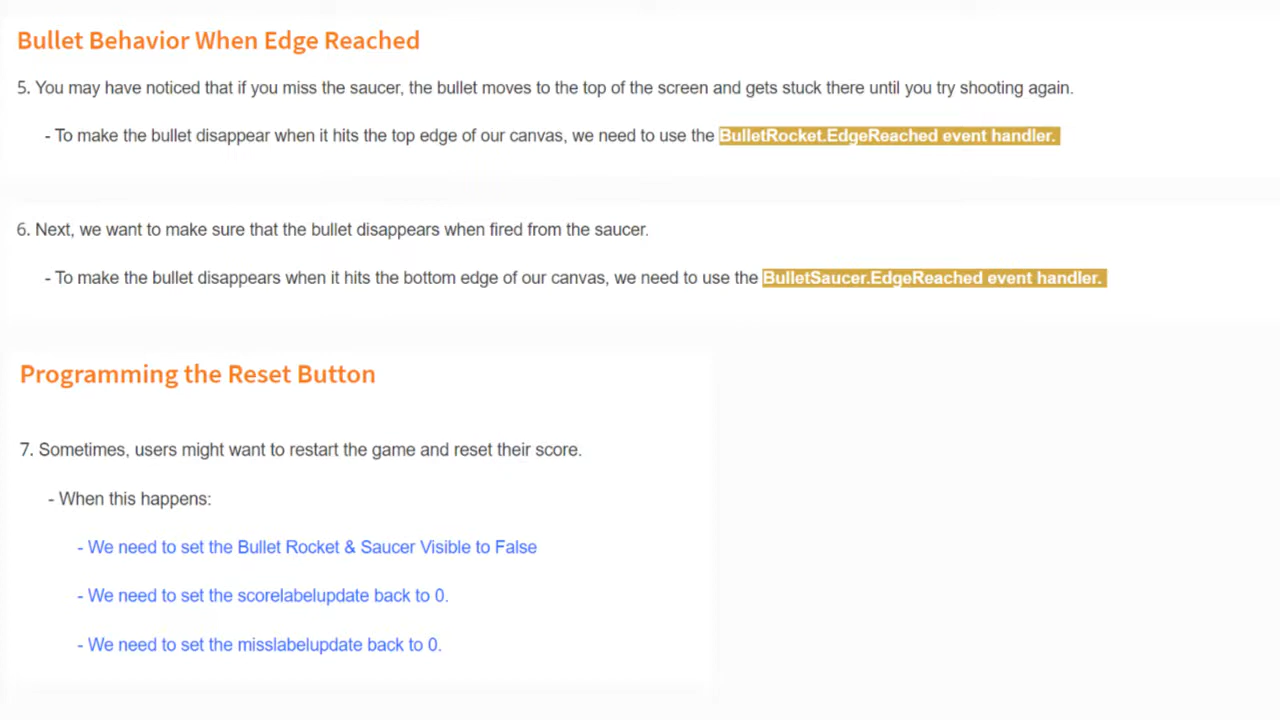 Bullet Behavior When Edge Reached
5. You may have noticed that if you miss the saucer, the bullet moves to the top of the screen and gets stuck there until you try shooting again.
- To make the bullet disappear when it hits the top edge of our canvas, we need to use the BulletRocket.EdgeReached event handler.
6. Next, we want to make sure that the bullet disappears when fired from the saucer.
- To make the bullet disappears when it hits the bottom edge of our canvas, we need to use the BulletSaucer.EdgeReached event handler.
Programming the Reset Button
7. Sometimes, users might want to restart the game and reset their score.
- When this happens:
- We need to set the Bullet Rocket & Saucer Visible to False
- We need to set the scorelabelupdate back to 0.
- We need to set the misslabelupdate back to 0.